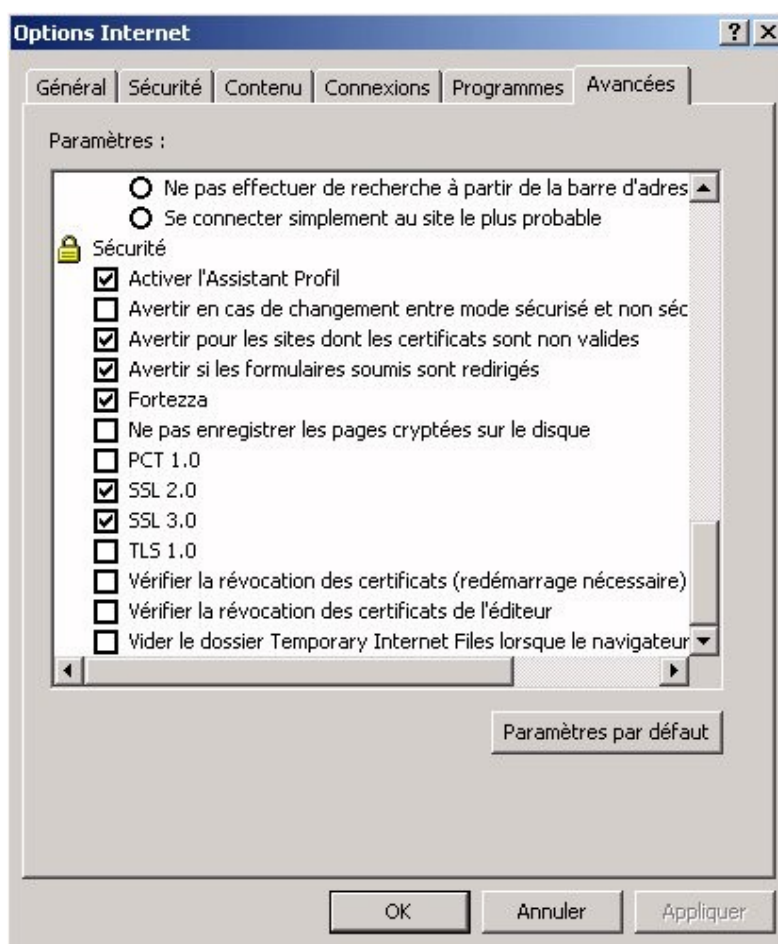 Options Internet
Général Sécurité Contenu Connexions Programmes Avancées
Paramètres :
Ne pas effectuer de recherche à partir de la barre d'adres
Se connecter simplement au site le plus probable
Sécurité
Activer l'Assistant Profil
Avertir en cas de changement entre mode sécurisé et non séc
Avertir pour les sites dont les certificats sont non valides
Avertir si les formulaires soumis sont redirigés
Fortezza
Ne pas enregistrer les pages cryptées sur le disque
PCT 1.0
SSL 2.0
SSL 3.0
TLS 1.0
Vérifier la révocation des certificats (redémarrage nécessaire)
Vérifier la révocation des certificats de l'éditeur
Vider le dossier Temporary Internet Files lorsque le navigateur
Paramètres par défaut
OK Annuler Appliquer